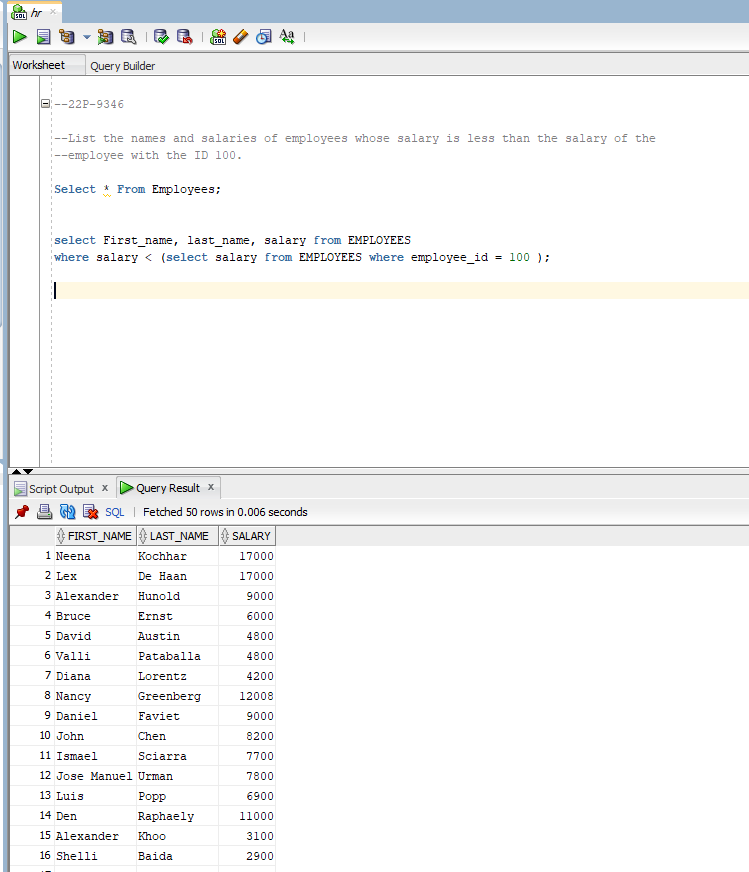 hr
Worksheet Query Builder
--22P-9346
--List the names and salaries of employees whose salary is less than the salary of the
--employee with the ID 100.
Select * From Employees;
select First_name, last_name, salary from EMPLOYEES
where salary < (select salary from EMPLOYEES where employee_id = 100 );
Script Output x Query Result x
SQL | Fetched 50 rows in 0.006 seconds
FIRST_NAME LAST_NAME SALARY
1 Neena Kochhar 17000
2 Lex De Haan 17000
3 Alexander Hunold 9000
4 Bruce Ernst 6000
5 David Austin 4800
6 Valli Pataballa 4800
7 Diana Lorentz 4200
8 Nancy Greenberg 12008
9 Daniel Faviet 9000
10 John Chen 8200
11 Ismael Sciarra 7700
12 Jose Manuel Urman 7800
13 Luis Popp 6900
14 Den Raphaely 11000
15 Alexander Khoo 3100
16 Shelli Baida 2900